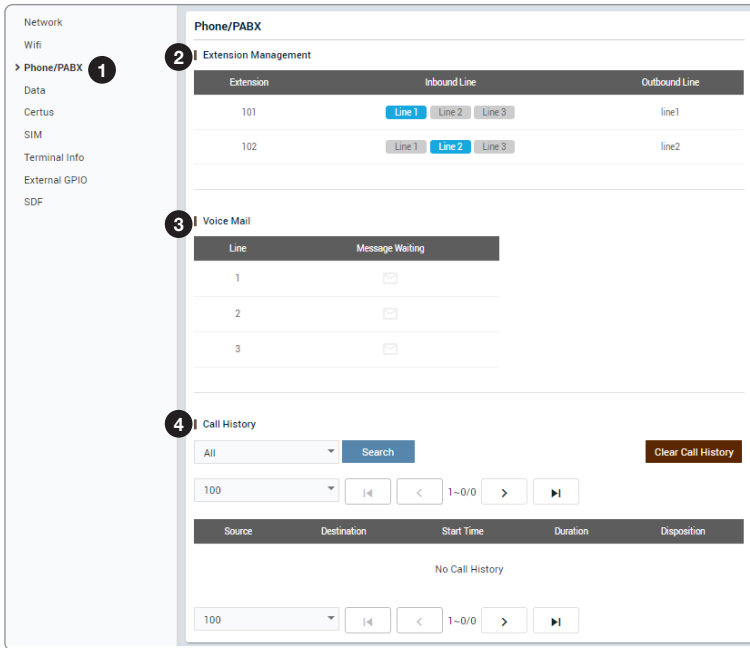 Network
Wifi
Phone/PABX 1
Data
Certus
SIM
Terminal Info
External GPIO
SDF
Phone/PABX
2 Extension Management
Extension Inbound Line Outbound Line
101 Line 1 Line 2 Line 3 line1
102 Line 1 Line 2 Line 3 line2
3 Voice Mail
Line Message Waiting
1
2
3
4 Call History
All Search Clear Call History
100 1~0/0
Source Destination Start Time Duration Disposition
No Call History
100 1~0/0